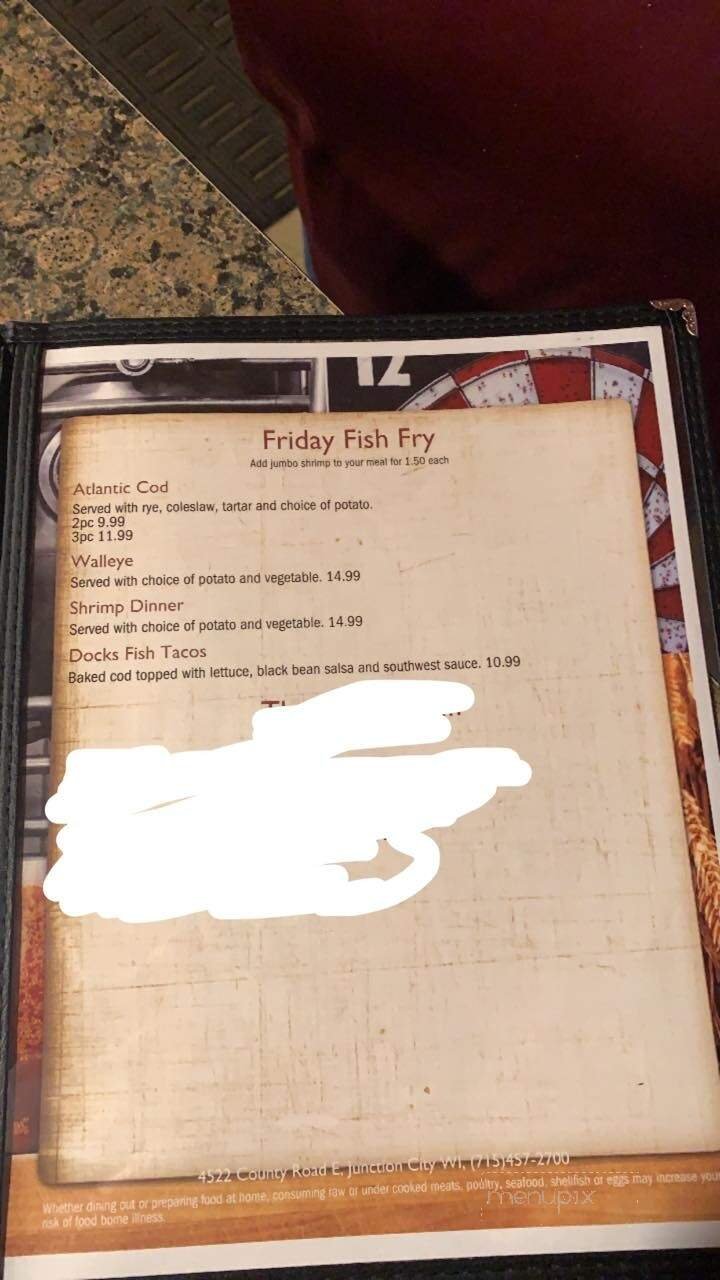 12
Friday Fish Fry
Add jumbo shrimp to your meal for 1.50 each
Atlantic Cod
Served with rye, coleslaw, tartar and choice of potato.
2pc 9.99
3pc 11.99
Walleye
Served with choice of potato and vegetable. 14.99
Shrimp Dinner
Served with choice of potato and vegetable. 14.99
Docks Fish Tacos
Baked cod topped with lettuce, black bean salsa and southwest sauce. 10.99
4522 County Road E, Junction City WI, (715)457-2700
Whether dining out or preparing food at home, consuming raw or under cooked meats, poultry, seafood, shellfish or eggs may increase your
risk of food borne illness.
menupix